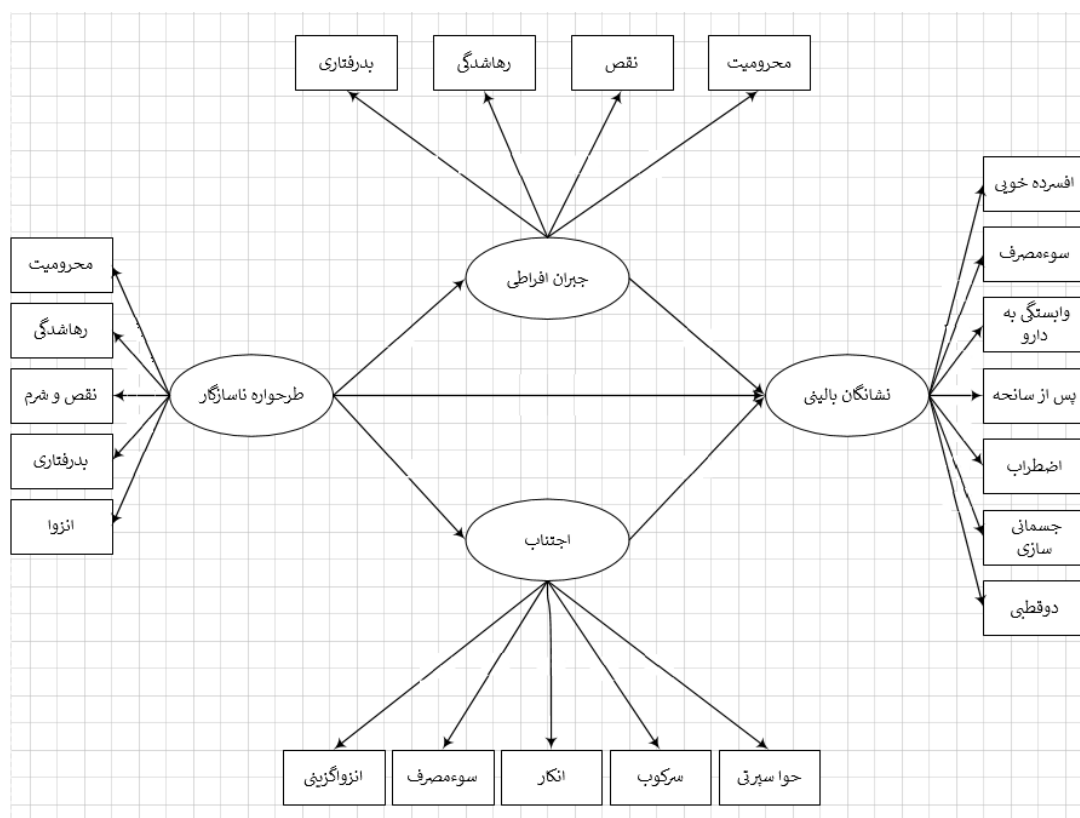 محرومیت
نقص
رهاشدگی
بدرفتاری
افسرده خویی
سوءمصرف
وابستگی به
دارو
پس از سانحه
اضطراب
جسمانی
سازی
دوقطبی
جبران افراطی
نشانگان بالینی
طرحواره ناسازگار
اجتناب
محرومیت
رهاشدگی
نقص و شرم
بدرفتاری
انزوا
حوا سپرتی
سرکوب
انکار
سوءمصرف
انزواگزینی